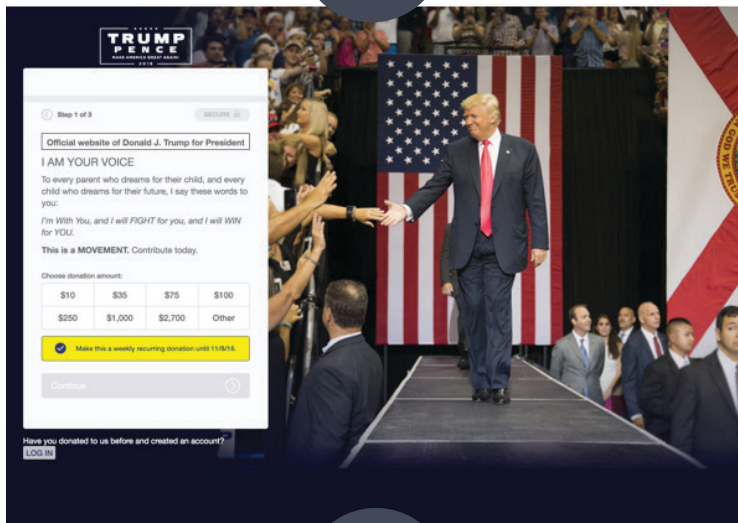 TRUMP
PENCE
MAKE AMERICA GREAT AGAIN!
2016
Step 1 of 3
SECURE
Official website of Donald J. Trump for President
I AM YOUR VOICE
To every parent who dreams for their child, and every
child who dreams for their future, I say these words to
you:
I'm With You, and I will FIGHT for you, and I will WIN
for YOU.
This is a MOVEMENT. Contribute today.
Choose donation amount:
$10 $35 $75 $100
$250 $1,000 $2,700 Other
Make this a weekly recurring donation until 11/8/16.
Continue
Have you donated to us before and created an account?
LOG IN
GOD WE TRUS